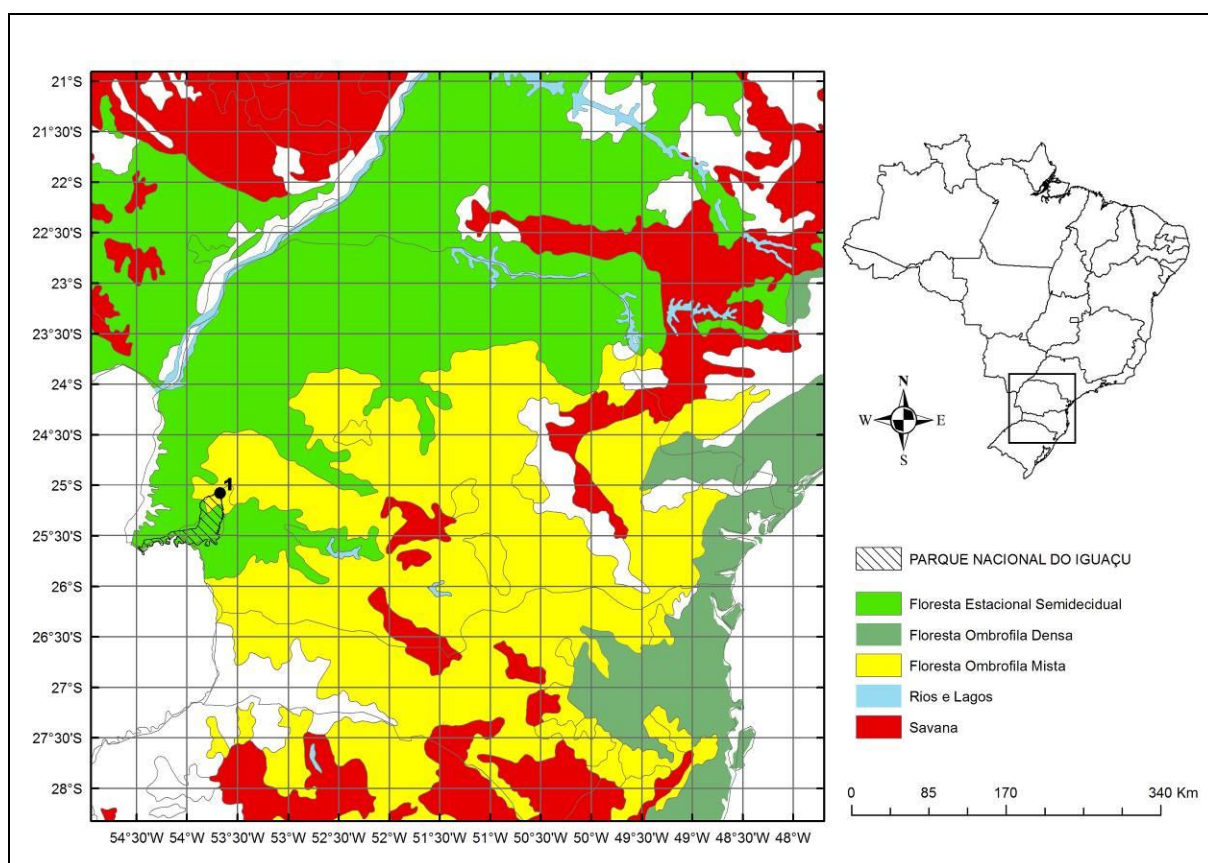 21°S
21°30'S
22°S
22°30'S
23°S
23°30'S
24°S
24°30'S
25°S
25°30'S
26°S
26°30'S
27°S
27°30'S
28°S
1
54°30'W 54°W 53°30'W 53°W 52°30'W 52°W 51°30'W 51°W 50°30'W 50°W 49°30'W 49°W 48°30'W 48°W
N
W E
S
PARQUE NACIONAL DO IGUAÇU
Floresta Estacional Semidecidual
Floresta Ombrofila Densa
Floresta Ombrofila Mista
Rios e Lagos
Savana
0 85 170 340 Km